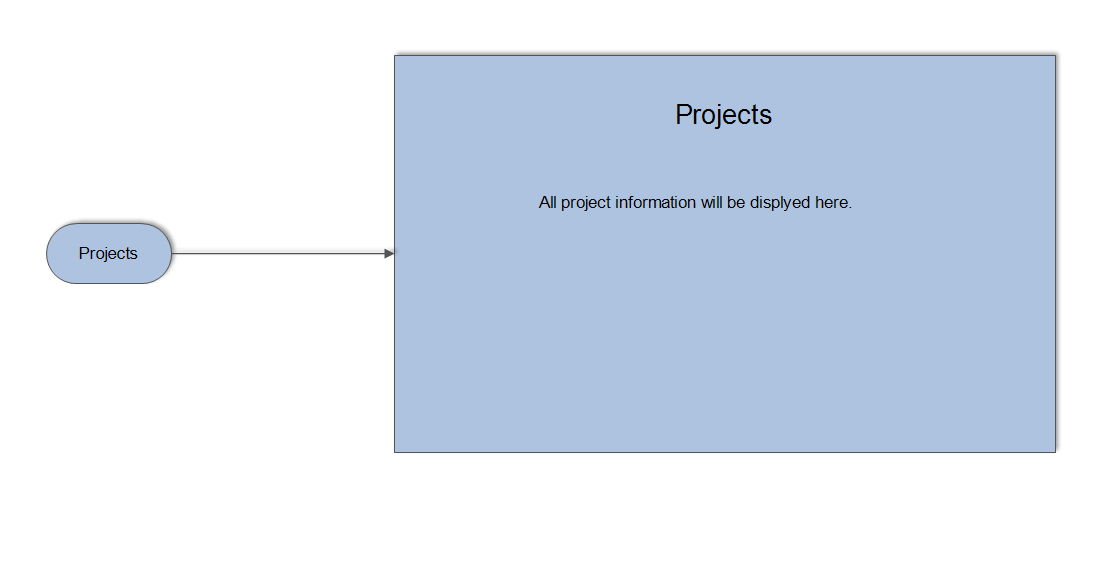 Projects
All project information will be displyed here.
Projects